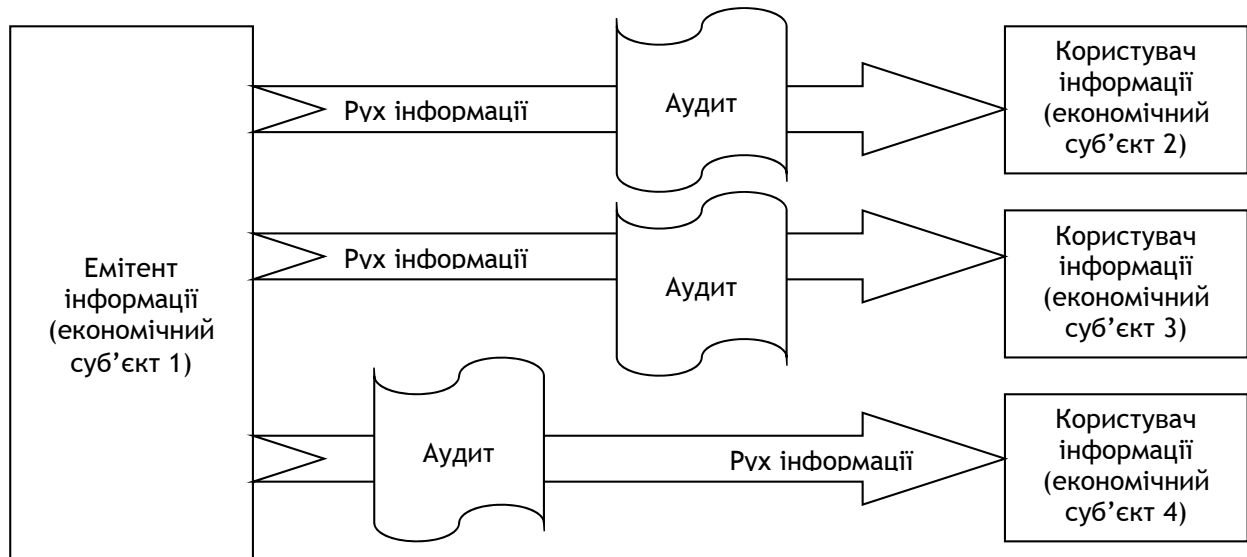 Емітент
інформації
(економічний
суб’єкт 1)
Рух інформації
Аудит
Користувач
інформації
(економічний
суб’єкт 2)
Рух інформації
Аудит
Користувач
інформації
(економічний
суб’єкт 3)
Аудит
Рух інформації
Користувач
інформації
(економічний
суб’єкт 4)